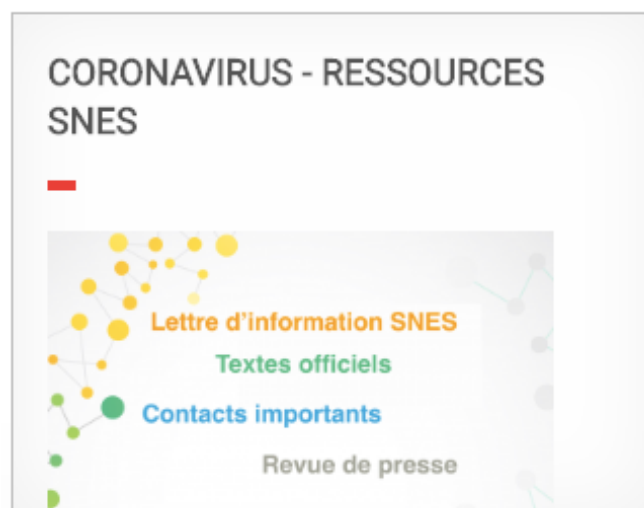 CORONAVIRUS - RESSOURCES
SNES
Lettre d'information SNES
Textes officiels
Contacts importants
Revue de presse